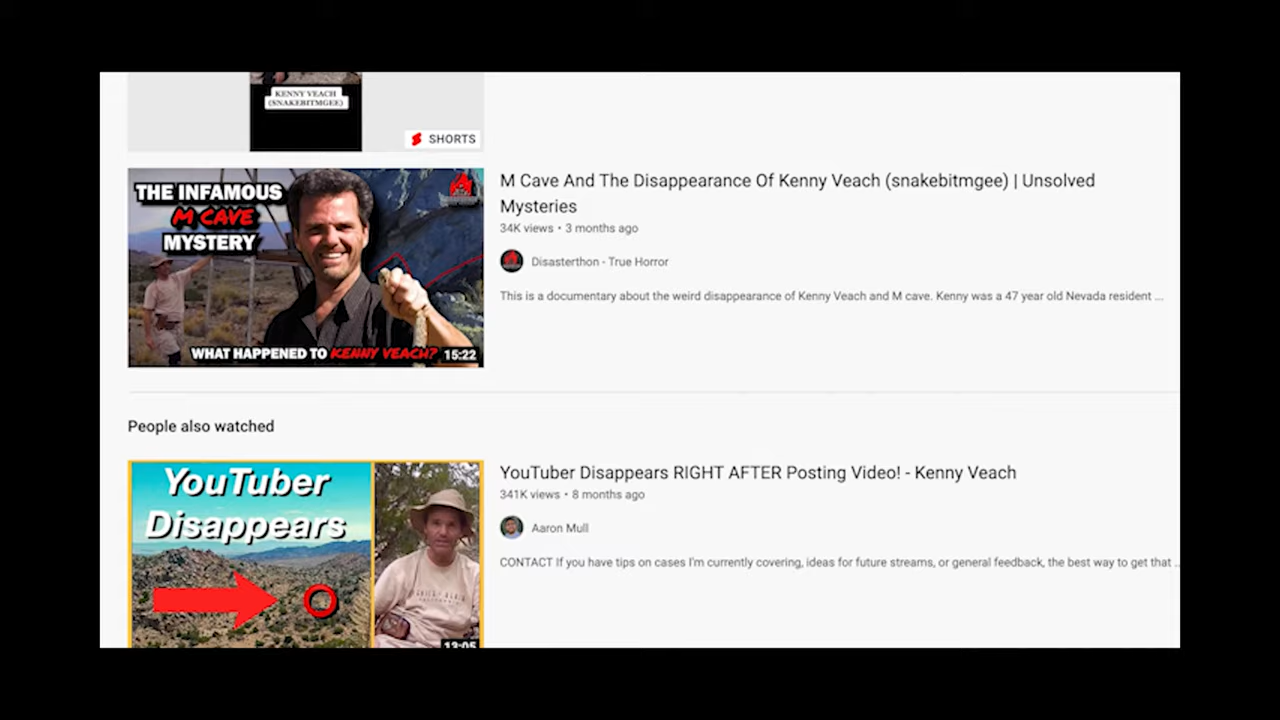 KENNY VEACH
(SNAKEBITMGEE)
SHORTS
THE INFAMOUS
M CAVE
MYSTERY
WHAT HAPPENED TO KENNY VEACH?
15:22
M Cave And The Disappearance Of Kenny Veach (snakebitmgee) | Unsolved
Mysteries
34K views • 3 months ago
Disasterthon - True Horror
This is a documentary about the weird disappearance of Kenny Veach and M cave. Kenny was a 47 year old Nevada resident ...
People also watched
YouTuber
Disappears
13:05
YouTuber Disappears RIGHT AFTER Posting Video! - Kenny Veach
341K views • 8 months ago
Aaron Mull
CONTACT If you have tips on cases I'm currently covering, ideas for future streams, or general feedback, the best way to get that ...